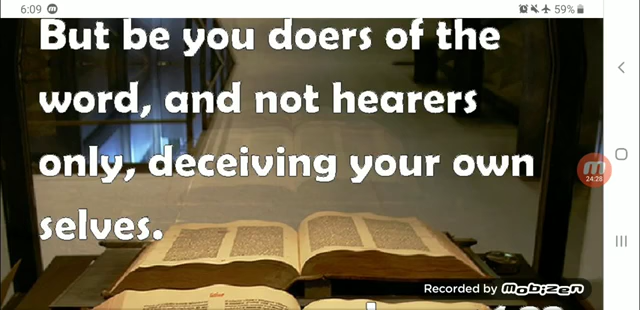 6:09
59%
But be you doers of the
word, and not hearers
only, deceiving your own
selves.
24:28
Recorded by Mobizen